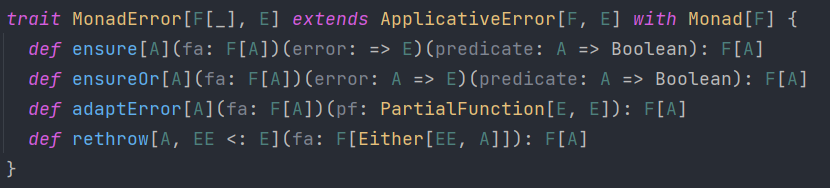 trait MonadError[F[_], E] extends ApplicativeError[F, E] with Monad[F] {
  def ensure[A](fa: F[A])(error: => E)(predicate: A => Boolean): F[A]
  def ensureOr[A](fa: F[A])(error: A => E)(predicate: A => Boolean): F[A]
  def adaptError[A](fa: F[A])(pf: PartialFunction[E, E]): F[A]
  def rethrow[A, EE <: E](fa: F[Either[EE, A]]): F[A]
}